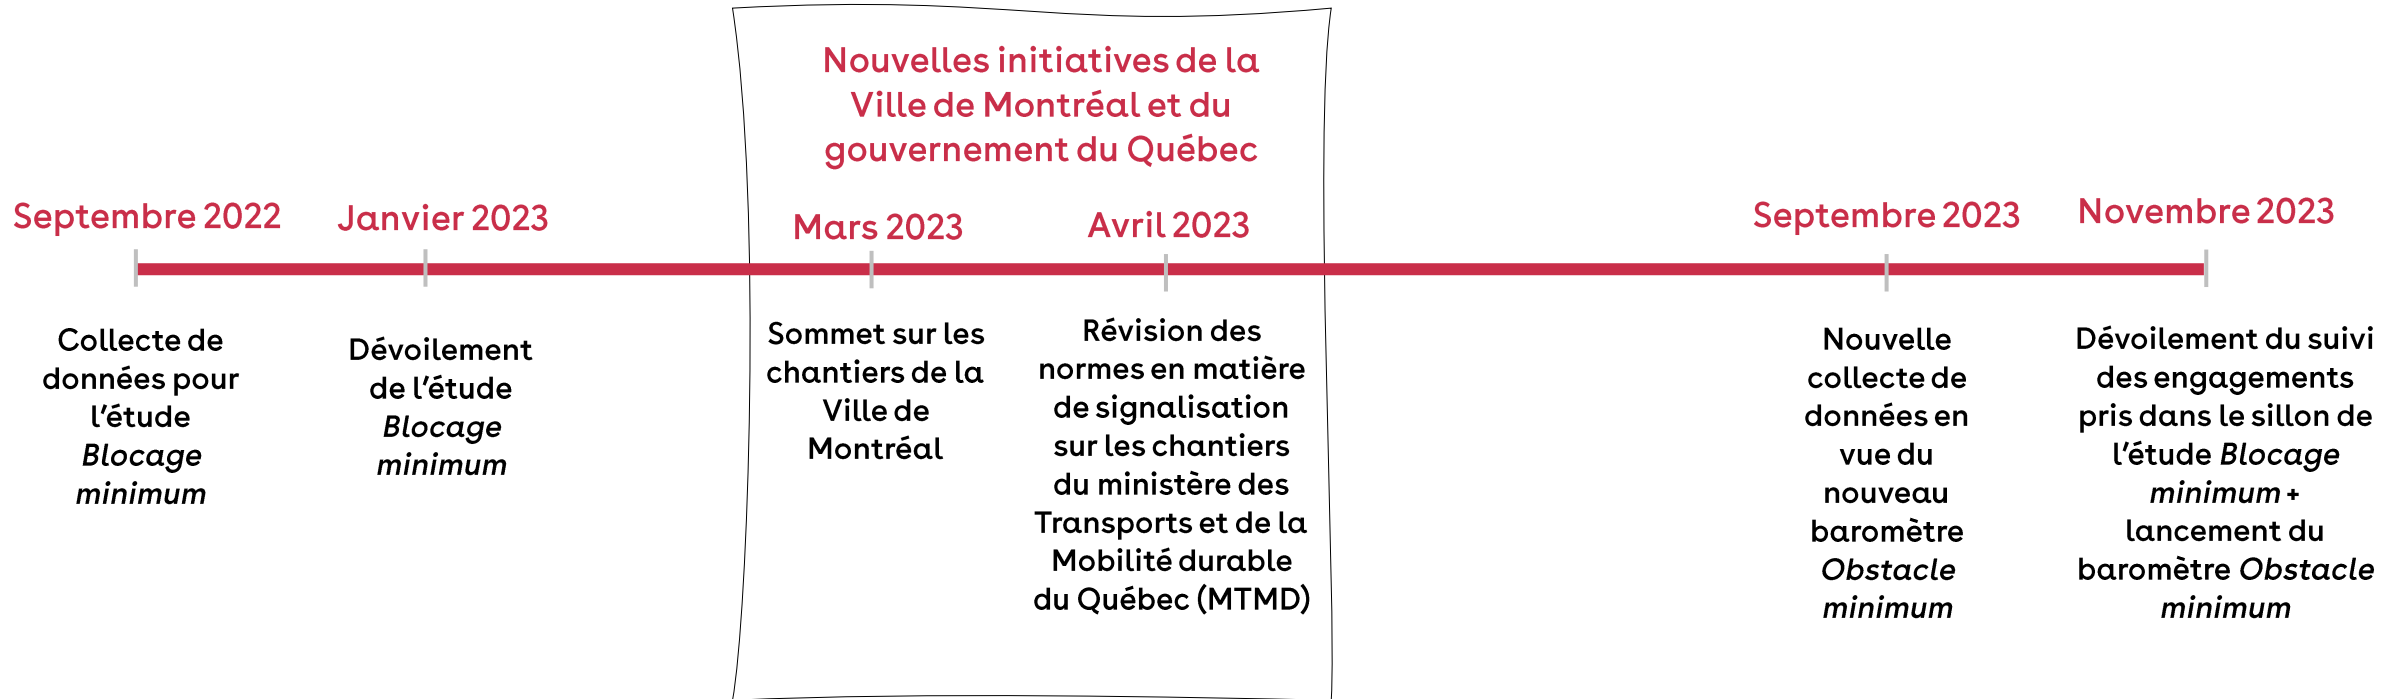 Nouvelles initiatives de la
Ville de Montréal et du
gouvernement du Québec
Septembre 2022
Collecte de
données pour
l’étude
Blocage
minimum
Janvier 2023
Dévoilement
de l’étude
Blocage
minimum
Mars 2023
Sommet sur les
chantiers de la
Ville de
Montréal
Avril 2023
Révision des
normes en matière
de signalisation
sur les chantiers
du ministère des
Transports et de la
Mobilité durable
du Québec (MTMD)
Septembre 2023
Nouvelle
collecte de
données en
vue du
nouveau
baromètre
Obstacle
minimum
Novembre 2023
Dévoilement du suivi
des engagements
pris dans le sillon de
l’étude Blocage
minimum +
lancement du
baromètre Obstacle
minimum